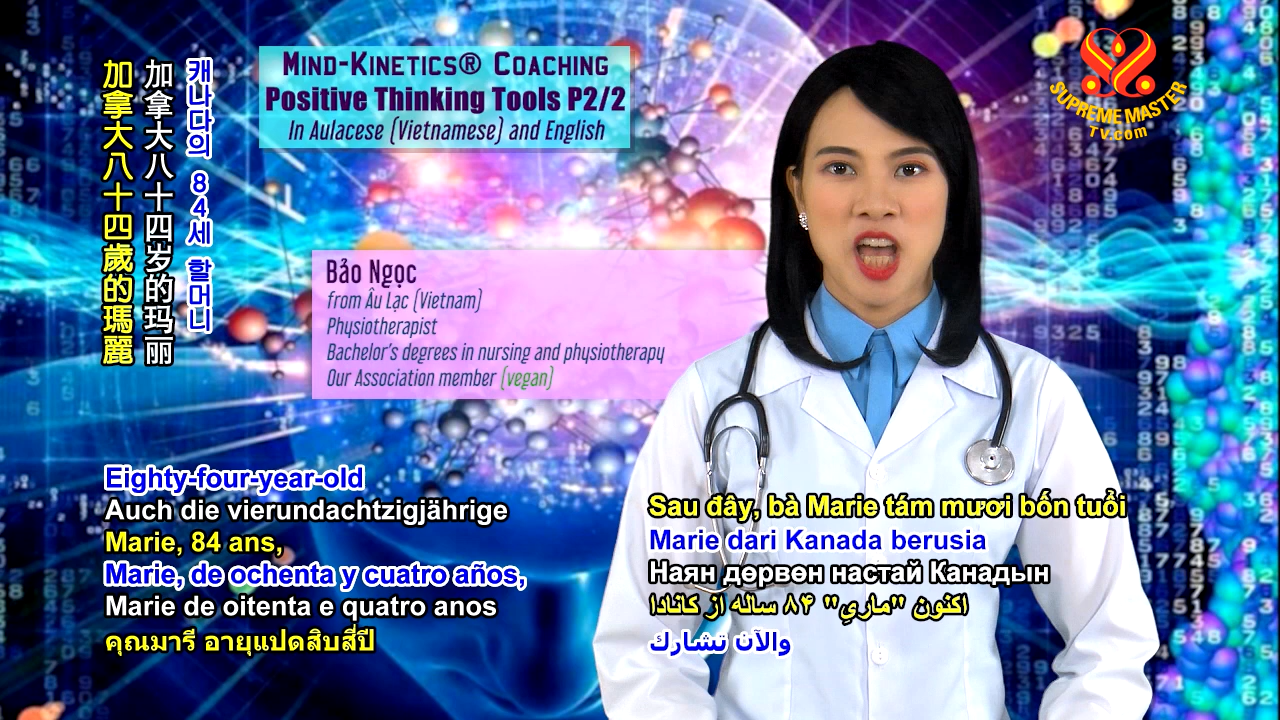 MIND-KINETICS® COACHING
Positive Thinking Tools P2/2
In Aulacese (Vietnamese) and English
SUPREME MASTER
TV.com
加拿大八十四歲的瑪麗
加拿大八十四岁的玛丽
캐나다의 84세 할머니
Bảo Ngọc
from Âu Lạc (Vietnam)
Physiotherapist
Bachelor's degrees in nursing and physiotherapy
Our Association member (vegan)
Eighty-four-year-old
Auch die vierundachtzigjährige
Marie, 84 ans,
Marie, de ochenta y cuatro años,
Marie de oitenta e quatro anos
คุณมารี อายุแปดสิบสี่ปี
Sau đây, bà Marie tám mươi bốn tuổi
Marie dari Kanada berusia
Наян дөрвөн настай Канадын
اکنون "ماریِ" ۸۴ ساله از کانادا
والآن تشارك